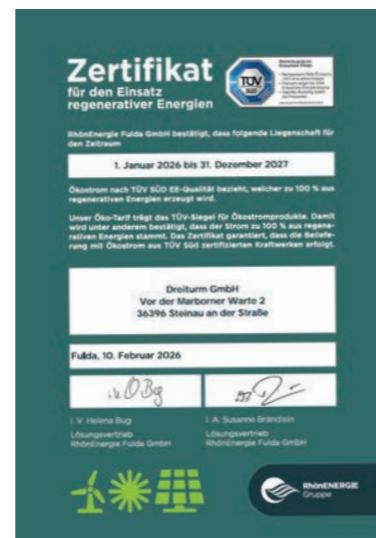 Zertifikat
für den Einsatz
regenerativer Energien
TÜV
SÜD
RhönEnergie Fulda GmbH bestätigt, dass folgende Liegenschaft für
den Zeitraum
1. Januar 2026 bis 31. Dezember 2027
Ökostrom nach TÜV SÜD EE-Qualität bezieht, welcher zu 100 % aus
regenerativen Energien erzeugt wird.
Unser Öko-Tarif trägt das TÜV-Siegel für Ökostromprodukte. Damit
wird unter anderem bestätigt, dass der Strom zu 100 % aus regene-
rativen Energien stammt. Das Zertifikat garantiert, dass die Beliefe-
rung mit Ökostrom aus TÜV Süd zertifizierten Kraftwerken erfolgt.
Dreiturm GmbH
Vor der Marborner Warte 2
36396 Steinau an der Straße
Fulda, 10. Februar 2026
i. V. Helena Bug
i. A. Susanne Brändlein
Lösungsvertrieb
RhönEnergie Fulda GmbH
Lösungsvertrieb
RhönEnergie Fulda GmbH
RhönENERGIE
Gruppe